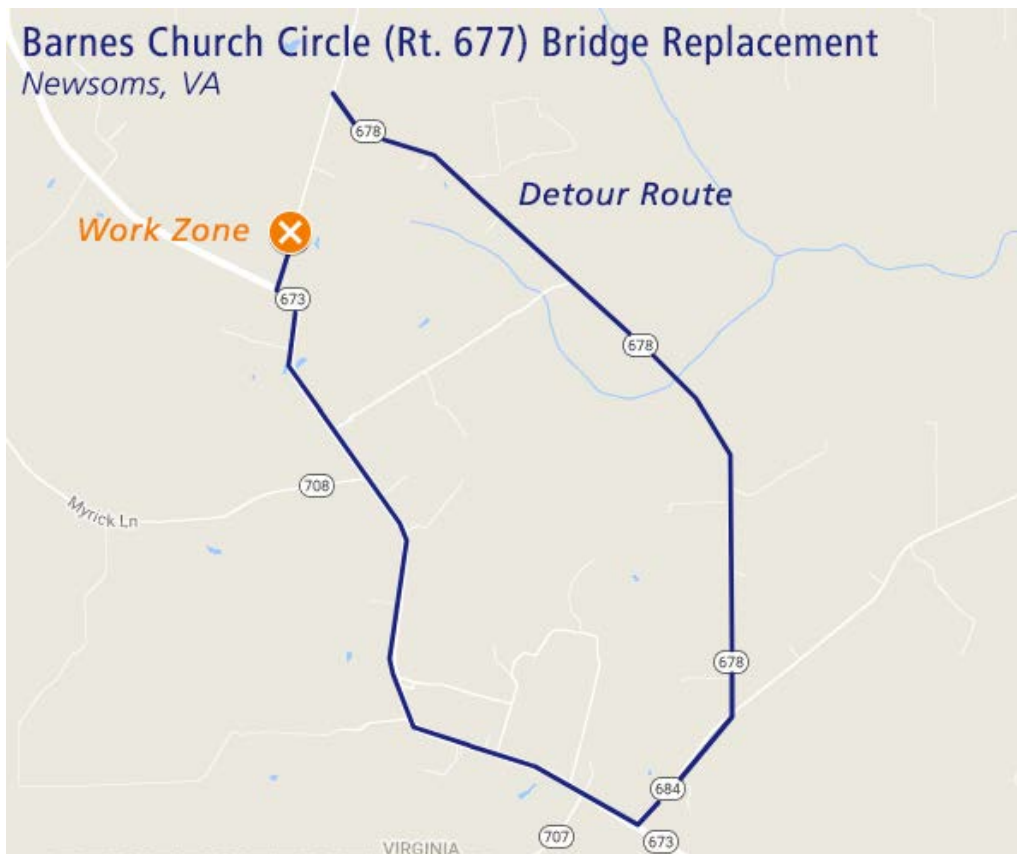 Barnes Church Circle (Rt. 677) Bridge Replacement
Newsoms, VA
678
Detour Route
Work Zone
673
678
708
Myrick Ln
678
684
707
673
VIRGINIA